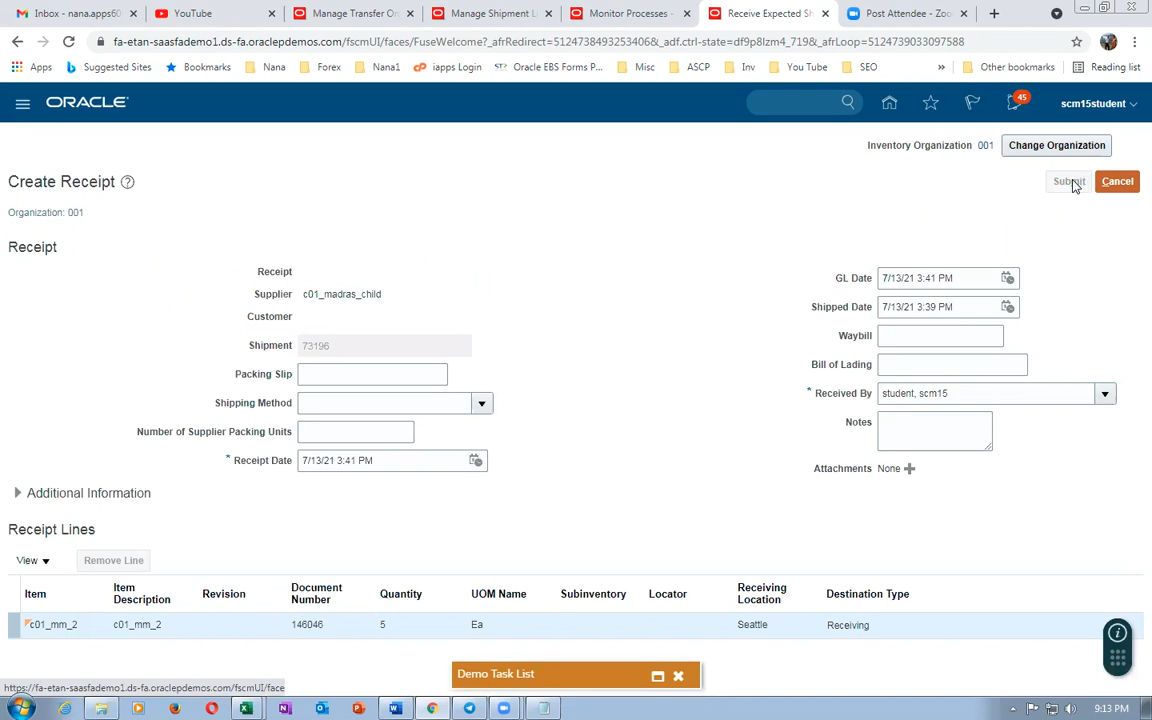 Inbox - nana.apps60 YouTube Manage Transfer Or Manage Shipment L Monitor Processes - Receive Expected Sh Post Attendee - Zoo
fa-etan-saasfademo1.ds-fa.oraclepdemos.com/fscmUI/faces/FuseWelcome?_afrRedirect=5124738493253406&_adf.ctrl-state=df9p8lzm4_719&_afrLoop=5124739033097588
Apps Suggested Sites Bookmarks Nana Forex Nana1 iapps Login Oracle EBS Forms P... Misc ASCP Inv You Tube SEO » Other bookmarks Reading list
ORACLE 45 scm15student
Inventory Organization 001 Change Organization
Create Receipt ? Submit Cancel
Organization: 001
Receipt
Receipt
Supplier c01_madras_child
Customer
Shipment 73196
Packing Slip
Shipping Method
Number of Supplier Packing Units
* Receipt Date 7/13/21 3:41 PM
GL Date 7/13/21 3:41 PM
Shipped Date 7/13/21 3:39 PM
Waybill
Bill of Lading
* Received By student, scm15
Notes
Attachments None
Additional Information
Receipt Lines
View Remove Line
Item Item Description Revision Document Number Quantity UOM Name Subinventory Locator Receiving Location Destination Type
c01_mm_2 c01_mm_2 146046 5 Ea Seattle Receiving
Demo Task List
https://fa-etan-saasfademo1.ds-fa.oraclepdemos.com/fscmUI/face
9:13 PM